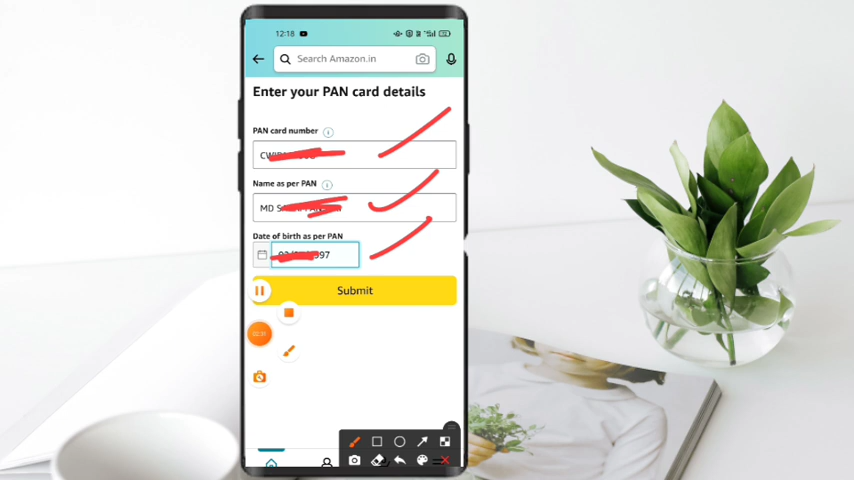 12:18
Search Amazon.in
Enter your PAN card details
PAN card number
Name as per PAN
MD
Date of birth as per PAN
Submit